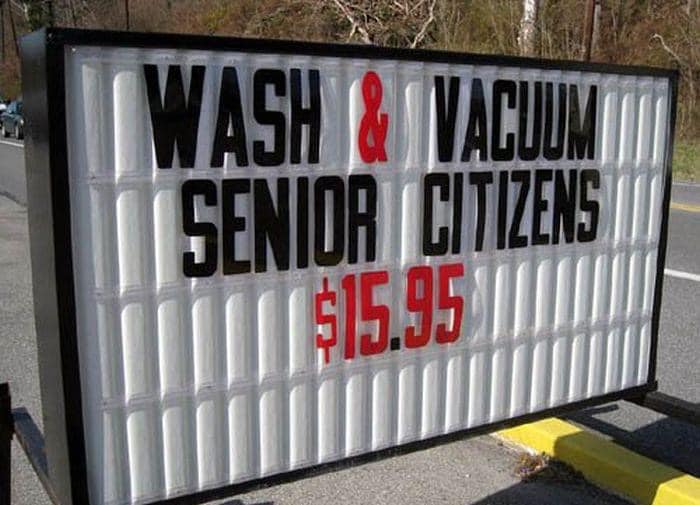 WASH & VACUUM
SENIOR CITIZENS
$15.95